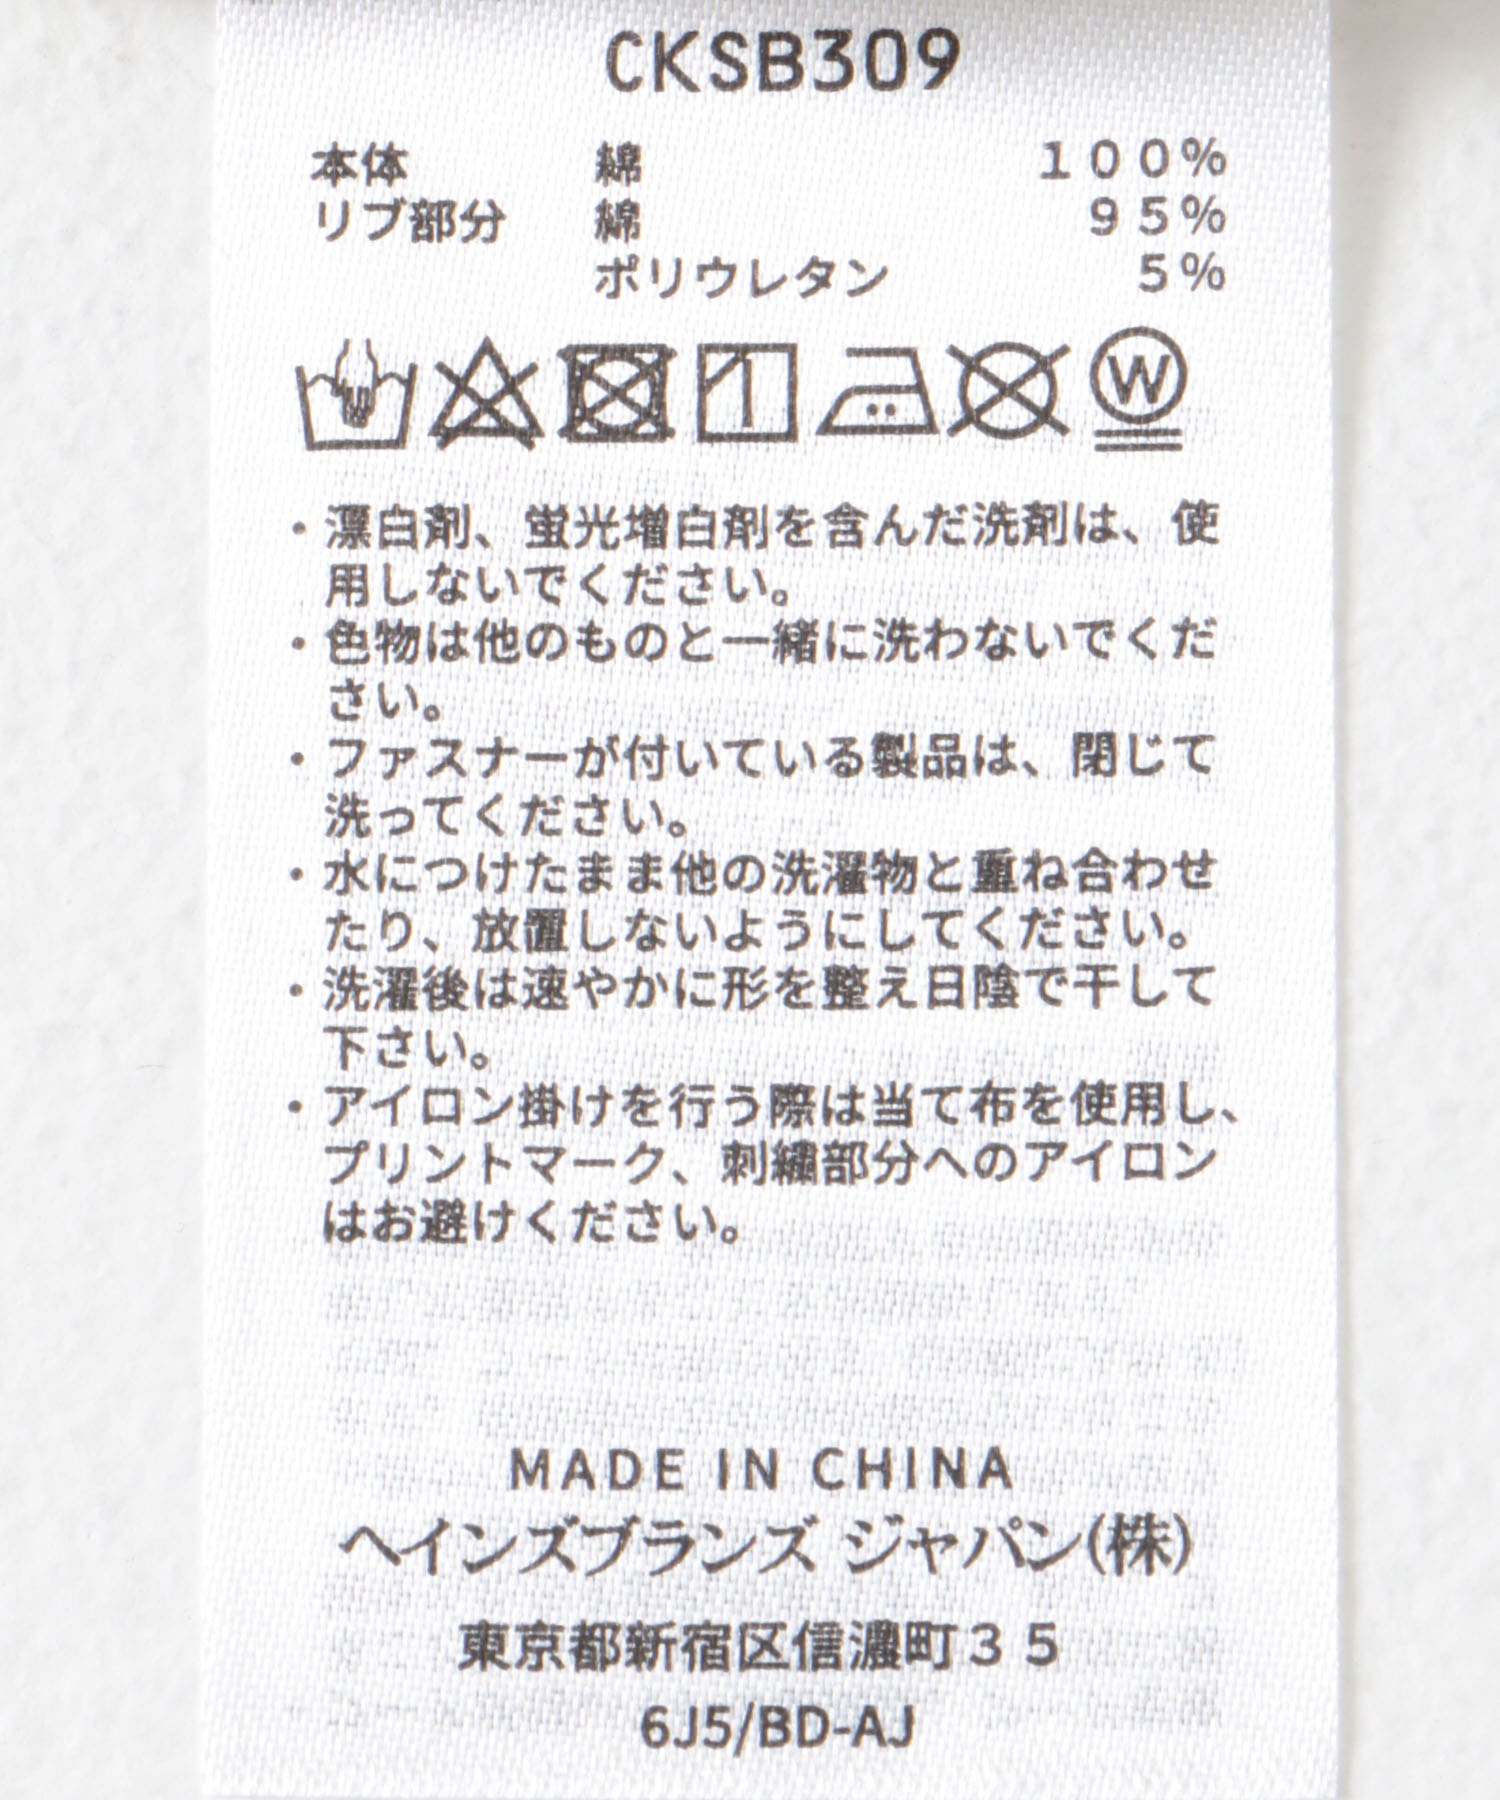 CKSB309
本体 綿 １００%
リブ部分 綿 ９５%
ポリウレタン ５%
W
・漂白剤、蛍光増白剤を含んだ洗剤は、使
用しないでください。
・色物は他のものと一緒に洗わないでくだ
さい。
・ファスナーが付いている製品は、閉じて
洗ってください。
・水につけたまま他の洗濯物と重ね合わせ
たり、放置しないようにしてください。
・洗濯後は速やかに形を整え日陰で干して
下さい。
・アイロン掛けを行う際は当て布を使用し、
プリントマーク、刺繍部分へのアイロン
はお避けください。
MADE IN CHINA
ヘインズブランズ ジャパン(株)
東京都新宿区信濃町３５
6J5/BD-AJ